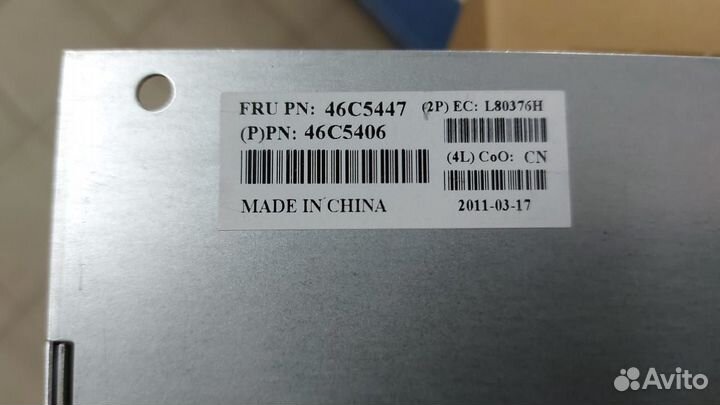 FRU PN: 46C5447
(P)PN: 46C5406
MADE IN CHINA
(2P) EC: L80376H
(4L) CoO: CN
2011-03-17
Avito